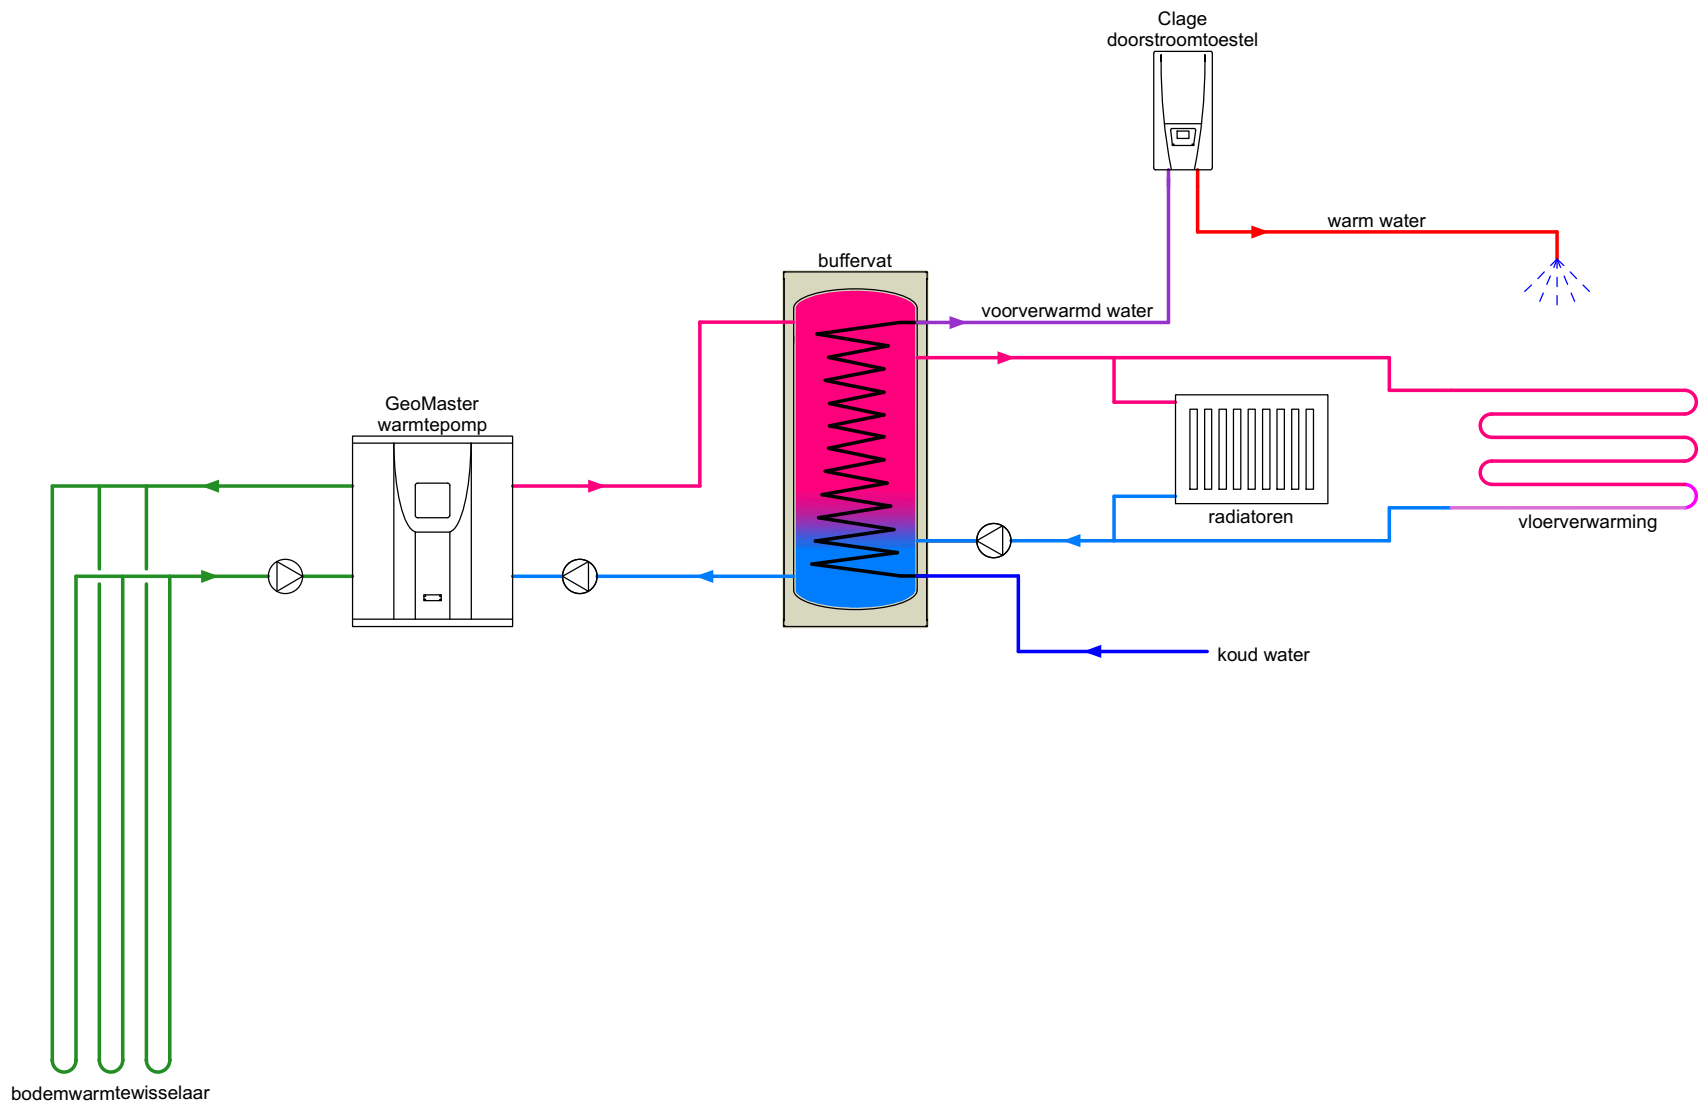 Clage
doorstroomtoestel
warm water
buffervat
voorverwarmd water
GeoMaster
warmtepomp
radiatoren
vloerverwarming
koud water
bodemwarmtewisselaar